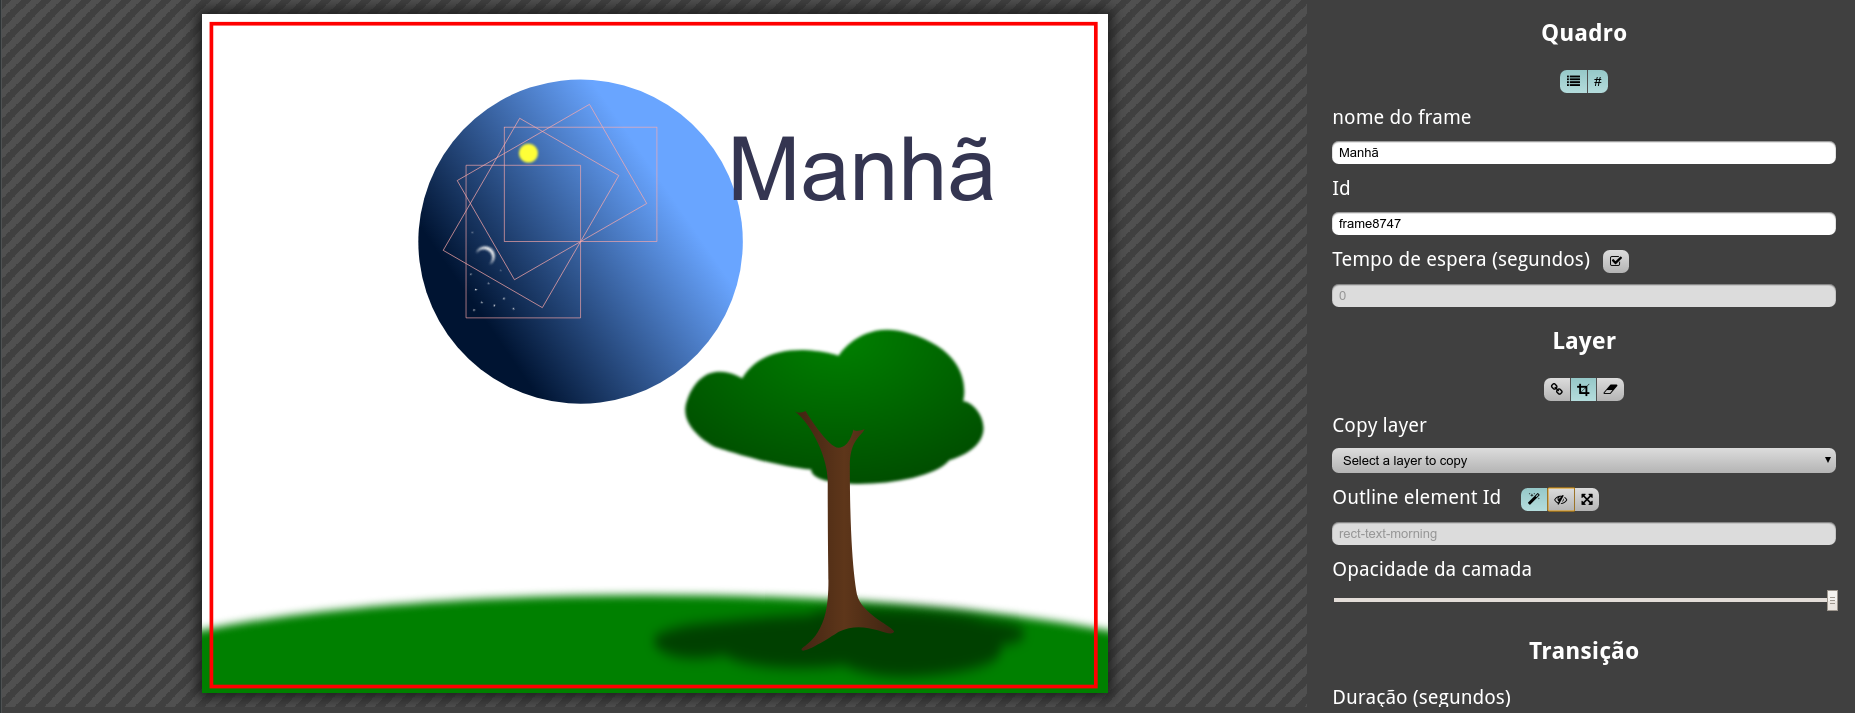 Manhã
Quadro
#
nome do frame
Manhã
Id
frame8747
Tempo de espera (segundos)
0
Layer
Copy layer
Select a layer to copy
Outline element Id
rect-text-morning
Opacidade da camada
Transição
Duração (segundos)